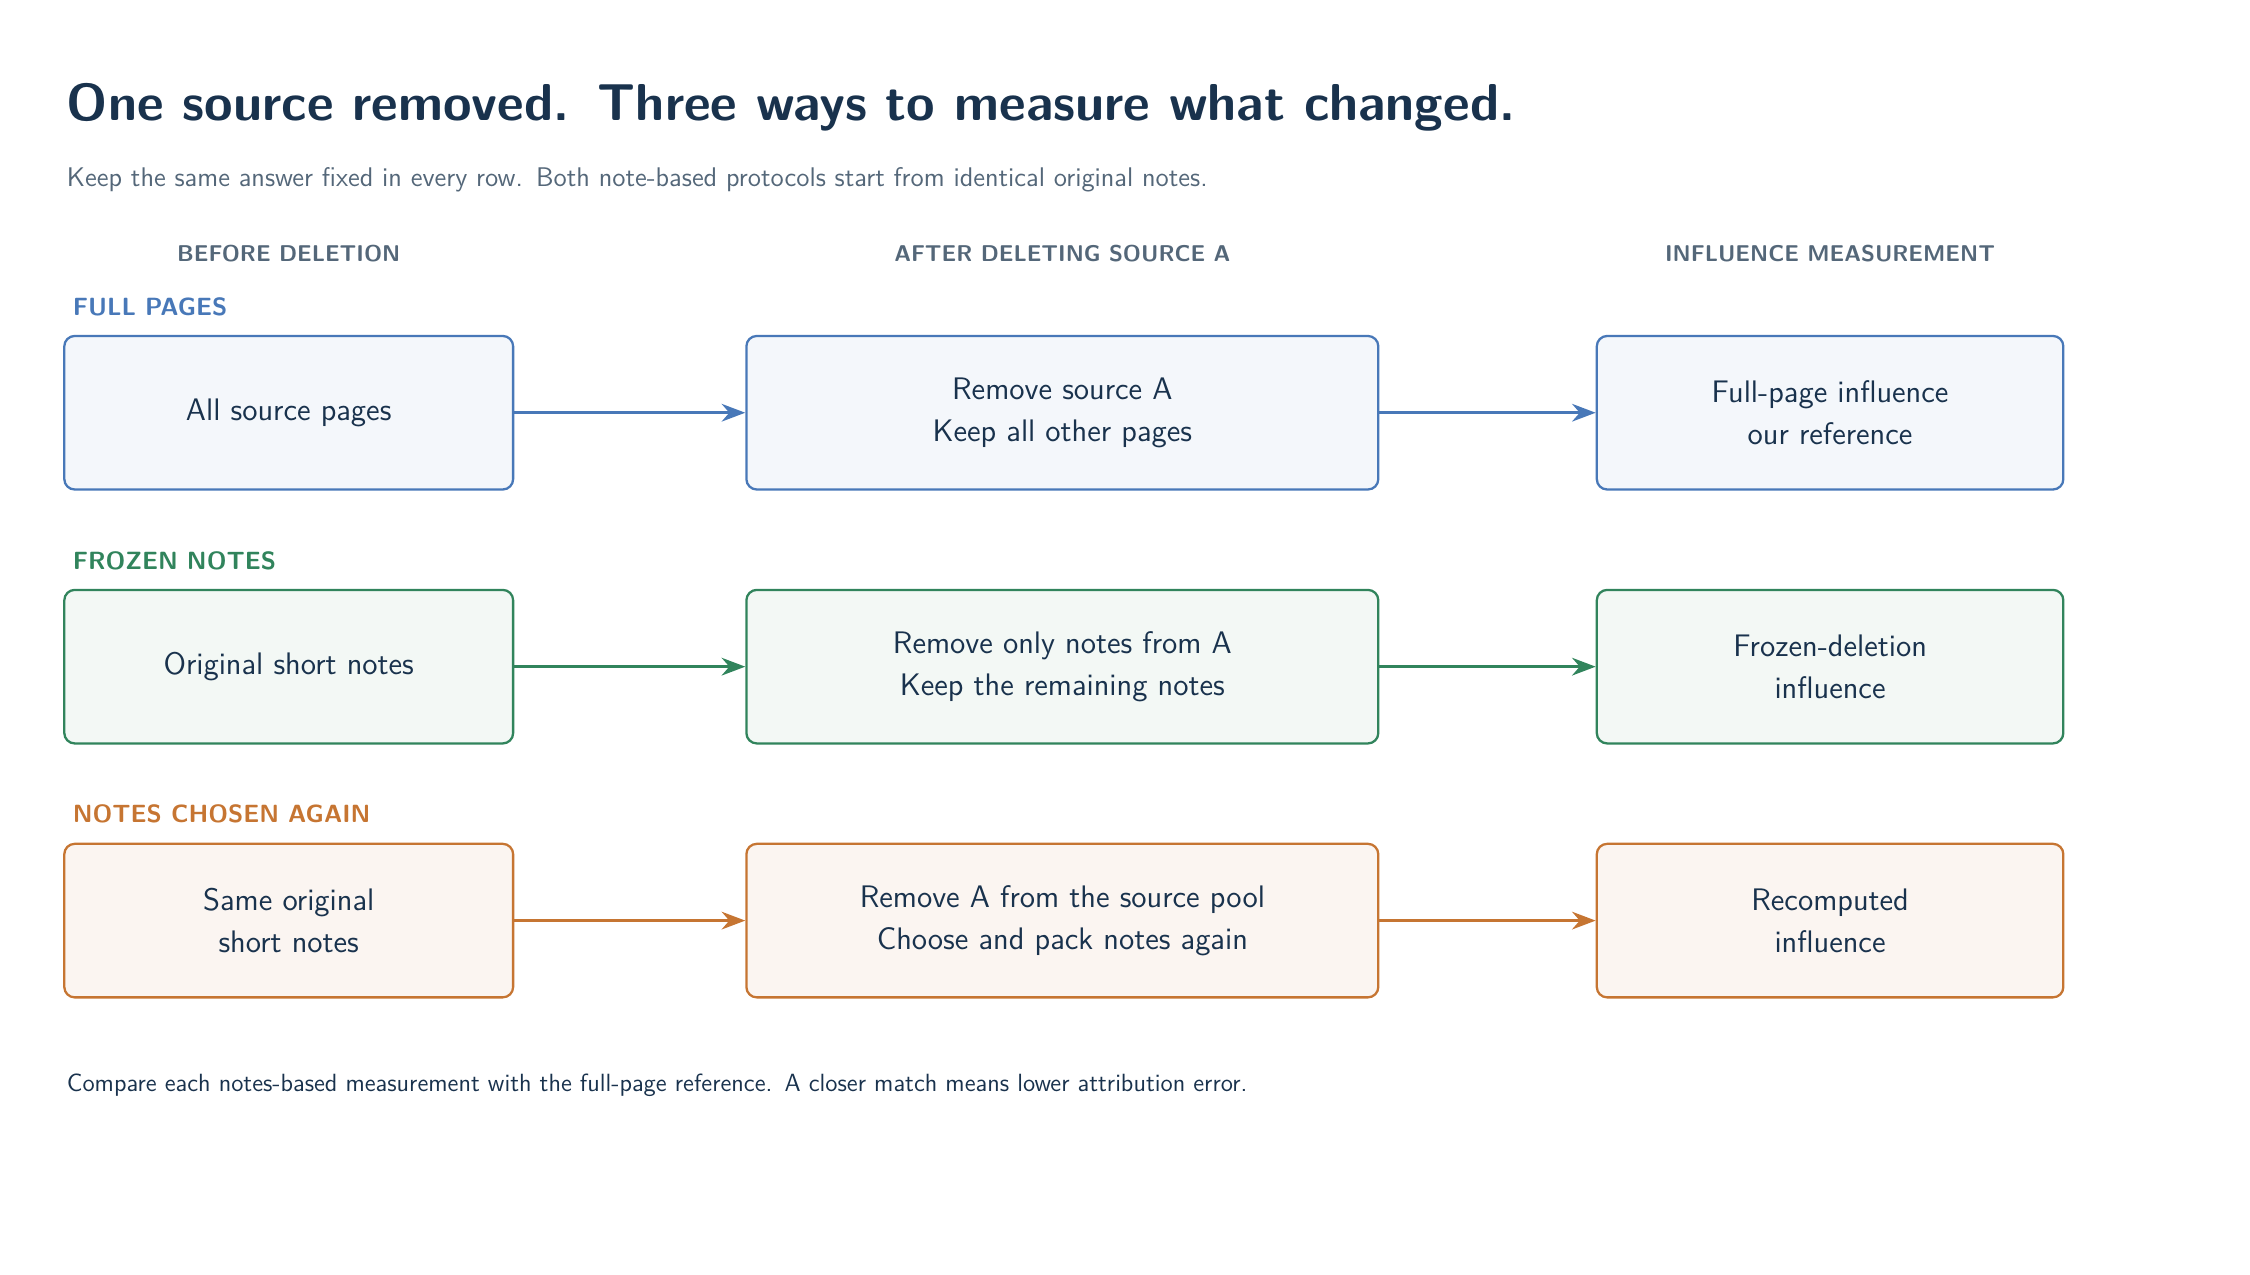 One source removed. Three ways to measure what changed.
Keep the same answer fixed in every row. Both note-based protocols start from identical original notes.
BEFORE DELETION
AFTER DELETING SOURCE A
INFLUENCE MEASUREMENT
FULL PAGES
All source pages
Remove source A
Keep all other pages
Full-page influence
our reference
FROZEN NOTES
Original short notes
Remove only notes from A
Keep the remaining notes
Frozen-deletion
influence
NOTES CHOSEN AGAIN
Same original
short notes
Remove A from the source pool
Choose and pack notes again
Recomputed
influence
Compare each notes-based measurement with the full-page reference. A closer match means lower attribution error.